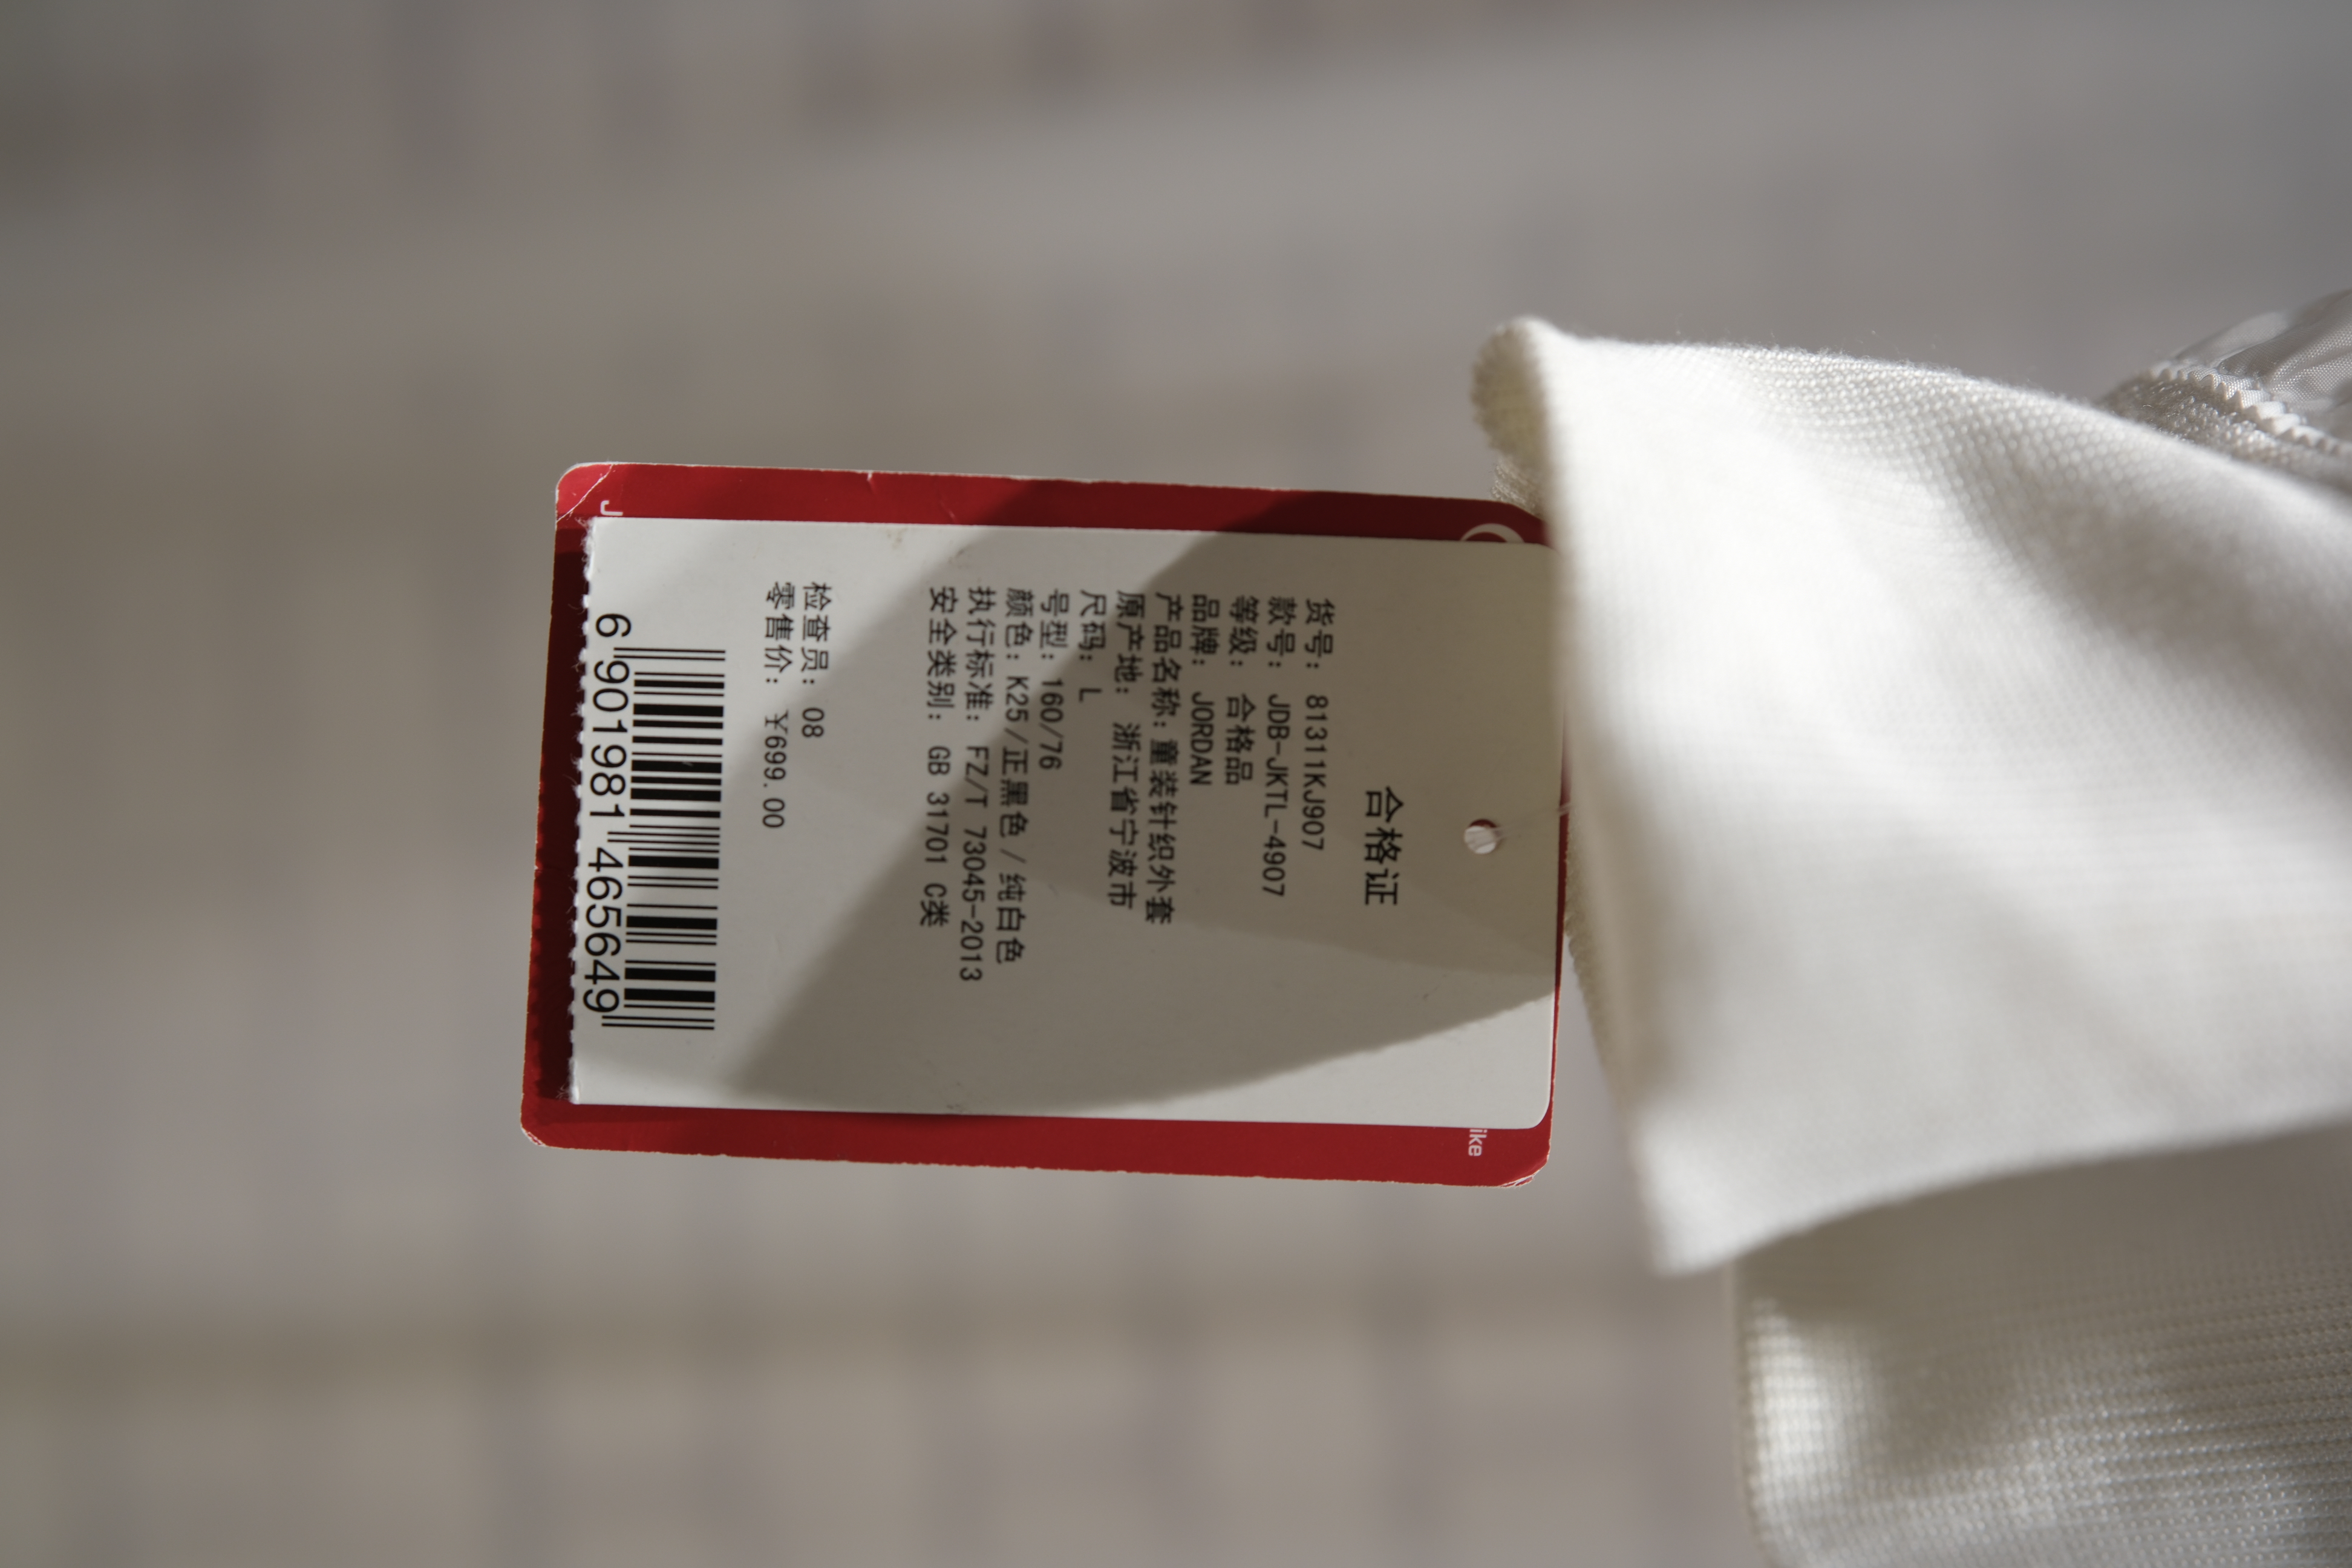 合格证
货号: 81311KJ907
款号: JDB-JKTL-4907
等级: 合格品
品牌: JORDAN
产品名称: 童装针织外套
原产地: 浙江省宁波市
尺码: L
号型: 160/76
颜色: K25/正黑色/纯白色
执行标准: FZ/T 73045-2013
安全类别: GB 31701 C类
检查员: 08
零售价: ¥699.00
6 901981 465649
J
ike